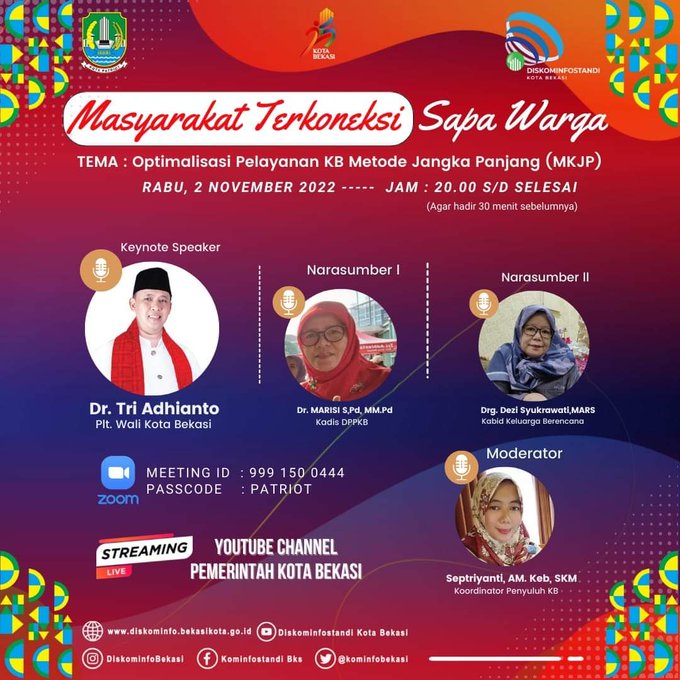 KOTA
BEKASI
DISKOMINFOSTANDI
KOTA BEKASI
Masyarakat Terkoneksi Sapa Warga
TEMA : Optimalisasi Pelayanan KB Metode Jangka Panjang (MKJP)
RABU, 2 NOVEMBER 2022 ----- JAM : 20.00 S/D SELESAI
(Agar hadir 30 menit sebelumnya)
Keynote Speaker
Dr. Tri Adhianto
Plt. Wali Kota Bekasi
Narasumber I
Dr. MARISI S,Pd, MM.Pd
Kadis DPPKB
Narasumber II
Drg. Dezi Syukrawati,MARS
Kabid Keluarga Berencana
zoom
MEETING ID : 999 150 0444
PASSCODE : PATRIOT
Moderator
Septriyanti, AM. Keb, SKM
Koordinator Penyuluh KB
STREAMING
LIVE
YOUTUBE CHANNEL
PEMERINTAH KOTA BEKASI
www.diskominfo.bekasikota.go.id
Diskominfostandi Kota Bekasi
DiskominfoBekasi
Kominfostandi Bks
@kominfobekasi